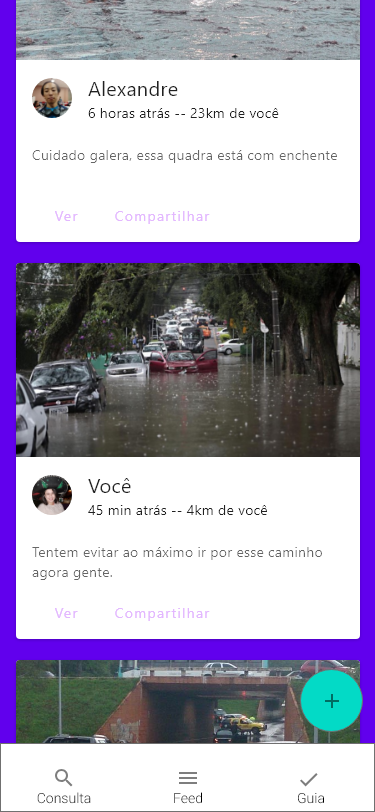 Alexandre
6 horas atrás -- 23km de você
Cuidado galera, essa quadra está com enchente
Ver Compartilhar
Você
45 min atrás -- 4km de você
Tentem evitar ao máximo ir por esse caminho
agora gente.
Ver Compartilhar
Consulta Feed Guia